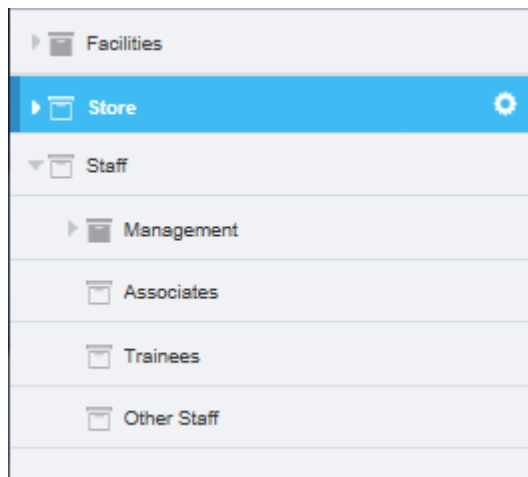 Facilities
Store
Staff
Management
Associates
Trainees
Other Staff